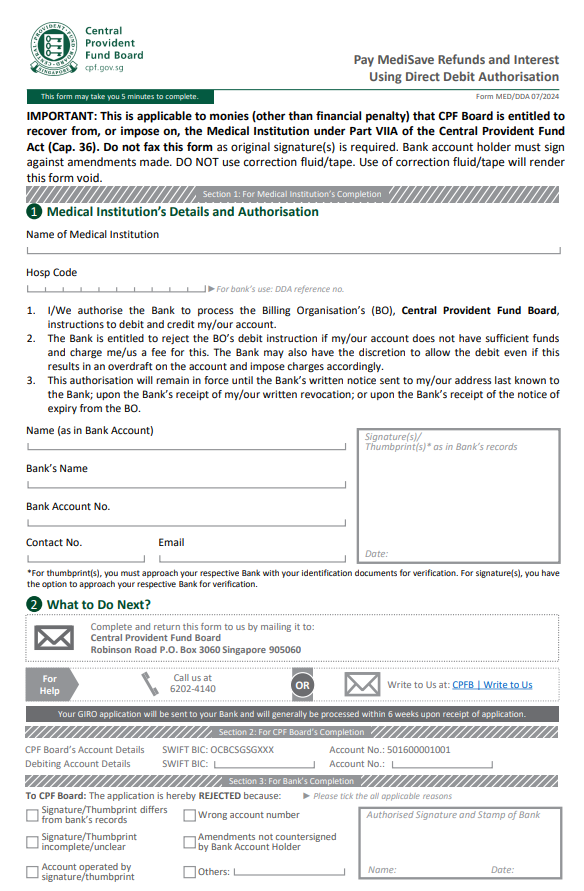 Central
Provident
Fund Board
cpf.gov.sg
Pay MediSave Refunds and Interest
Using Direct Debit Authorisation
This form may take you 5 minutes to complete.
Form MED/DDA 07/2024
IMPORTANT: This is applicable to monies (other than financial penalty) that CPF Board is entitled to
recover from, or impose on, the Medical Institution under Part VIIA of the Central Provident Fund
Act (Cap. 36). Do not fax this form as original signature(s) is required. Bank account holder must sign
against amendments made. DO NOT use correction fluid/tape. Use of correction fluid/tape will render
this form void.
Section 1: For Medical Institution's Completion
1 Medical Institution's Details and Authorisation
Name of Medical Institution
Hosp Code
For bank's use: DDA reference no.
1. I/We authorise the Bank to process the Billing Organisation's (BO), Central Provident Fund Board,
instructions to debit and credit my/our account.
2. The Bank is entitled to reject the BO's debit instruction if my/our account does not have sufficient funds
and charge me/us a fee for this. The Bank may also have the discretion to allow the debit even if this
results in an overdraft on the account and impose charges accordingly.
3. This authorisation will remain in force until the Bank's written notice sent to my/our address last known to
the Bank; upon the Bank's receipt of my/our written revocation; or upon the Bank's receipt of the notice of
expiry from the BO.
Name (as in Bank Account)
Signature(s)/
Thumbprint(s)* as in Bank's records
Bank's Name
Bank Account No.
Contact No. Email
Date:
*For thumbprint(s), you must approach your respective Bank with your identification documents for verification. For signature(s), you have
the option to approach your respective Bank for verification.
2 What to Do Next?
Complete and return this form to us by mailing it to:
Central Provident Fund Board
Robinson Road P.O. Box 3060 Singapore 905060
For
Help
Call us at
6202-4140
OR
Write to Us at: CPFB | Write to Us
Your GIRO application will be sent to your Bank and will generally be processed within 6 weeks upon receipt of application.
Section 2: For CPF Board's Completion
CPF Board's Account Details SWIFT BIC: OCBCSGSGXXX Account No.: 501600001001
Debiting Account Details SWIFT BIC: Account No.:
Section 3: For Bank's Completion
To CPF Board: The application is hereby REJECTED because: Please tick the all applicable reasons
Signature/Thumbprint differs
from bank's records
Wrong account number
Authorised Signature and Stamp of Bank
Signature/Thumbprint
incomplete/unclear
Amendments not countersigned
by Bank Account Holder
Account operated by
signature/thumbprint
Others:
Name: Date: